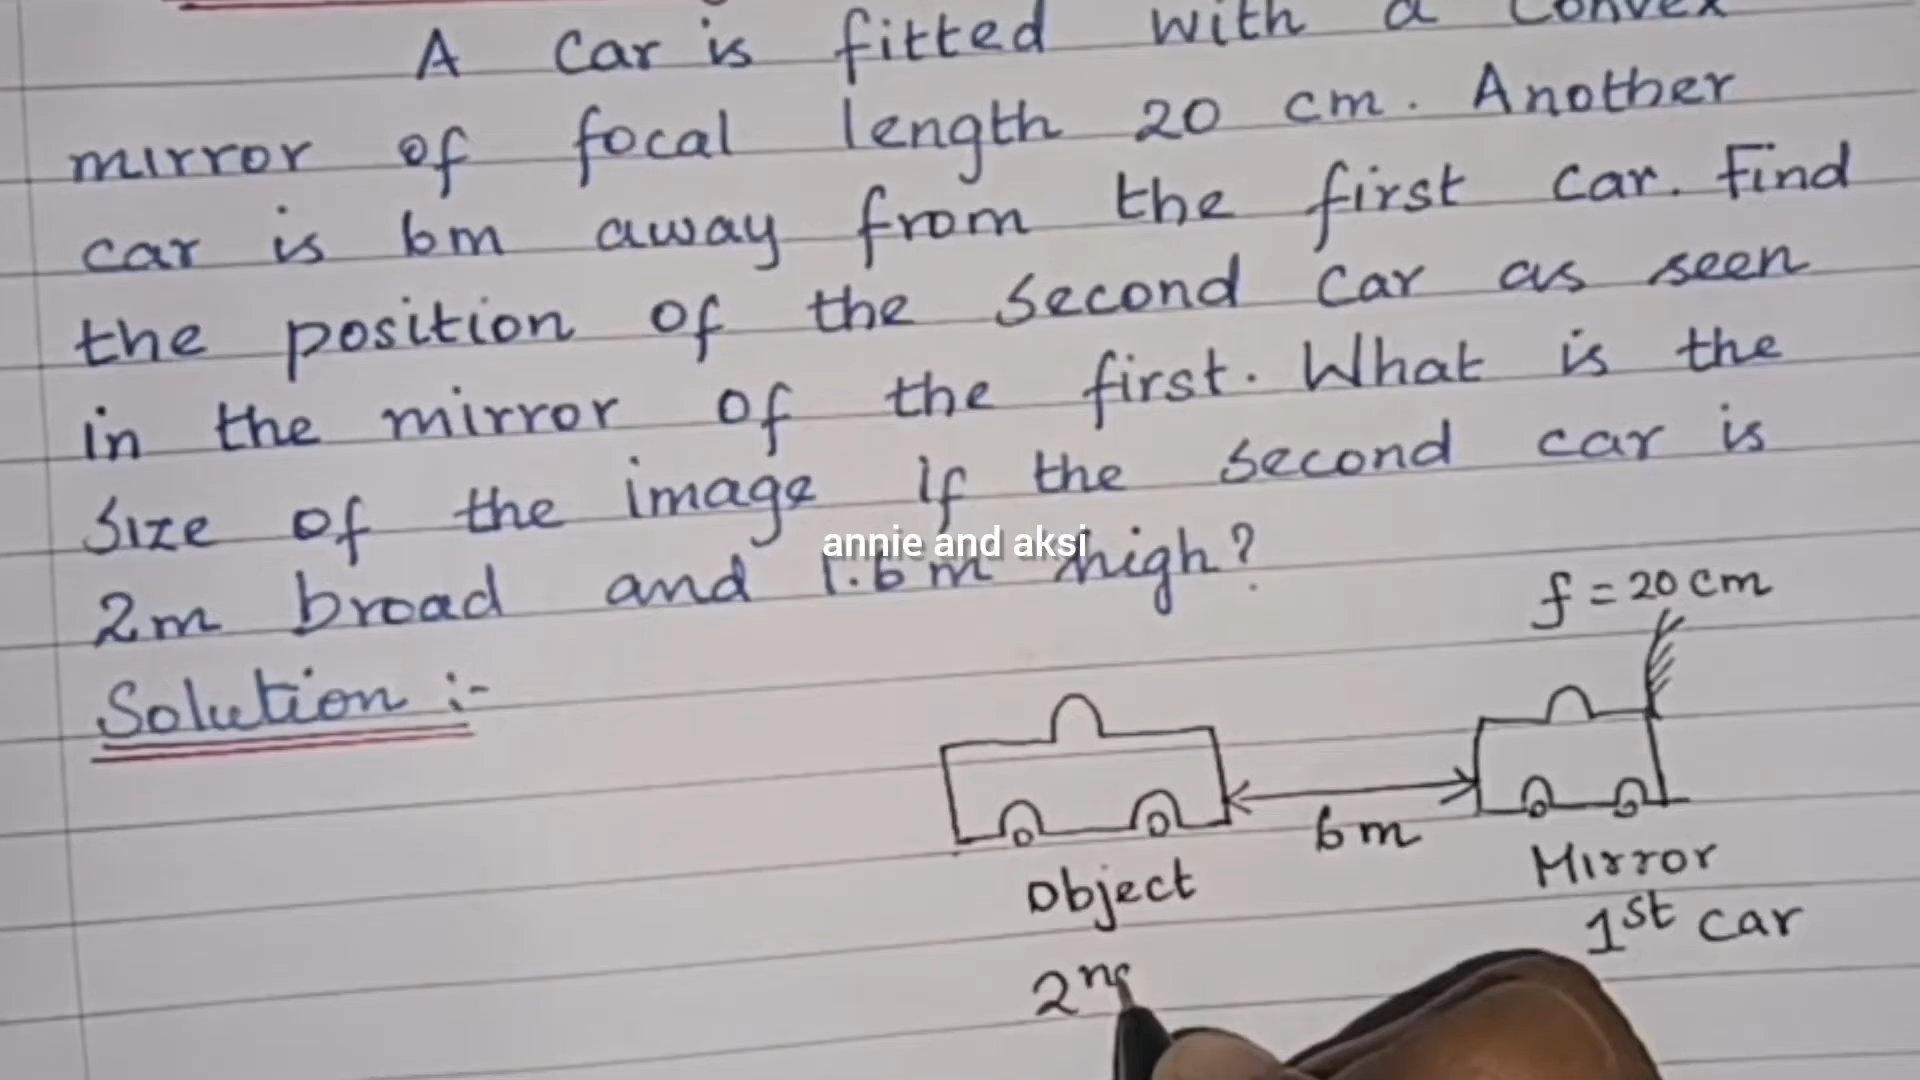 A car is fitted with a convex
mirror of focal length 20 cm. Another
car is 6m away from the first car. Find
the position of the second car as seen
in the mirror of the first. What is the
size of the image if the second car is
2m broad and 1.6m high?
annie and aksi
Solution :-
f = 20 cm
6m
Object
Mirror
1st car
2n